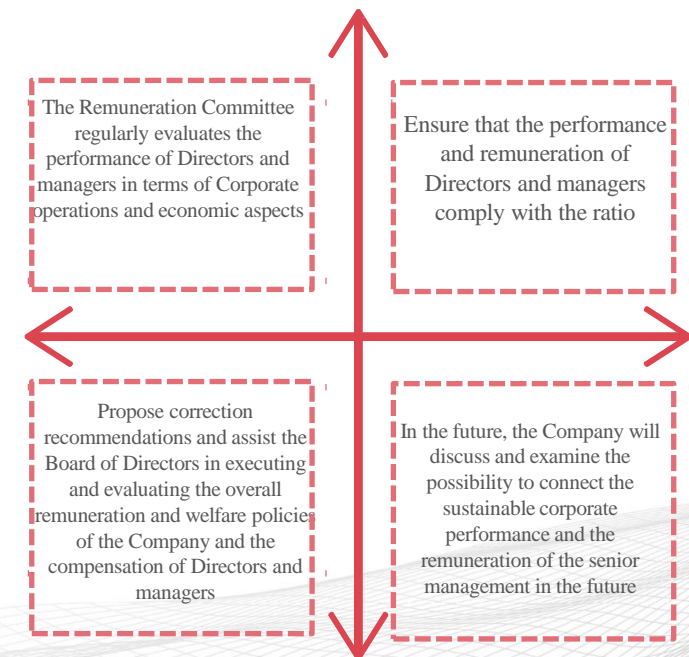 The Remuneration Committee
regularly evaluates the
performance of Directors and
managers in terms of Corporate
operations and economic aspects
Ensure that the performance
and remuneration of
Directors and managers
comply with the ratio
Propose correction
recommendations and assist the
Board of Directors in executing
and evaluating the overall
remuneration and welfare policies
of the Company and the
compensation of Directors and
managers
In the future, the Company will
discuss and examine the
possibility to connect the
sustainable corporate
performance and the
remuneration of the senior
management in the future